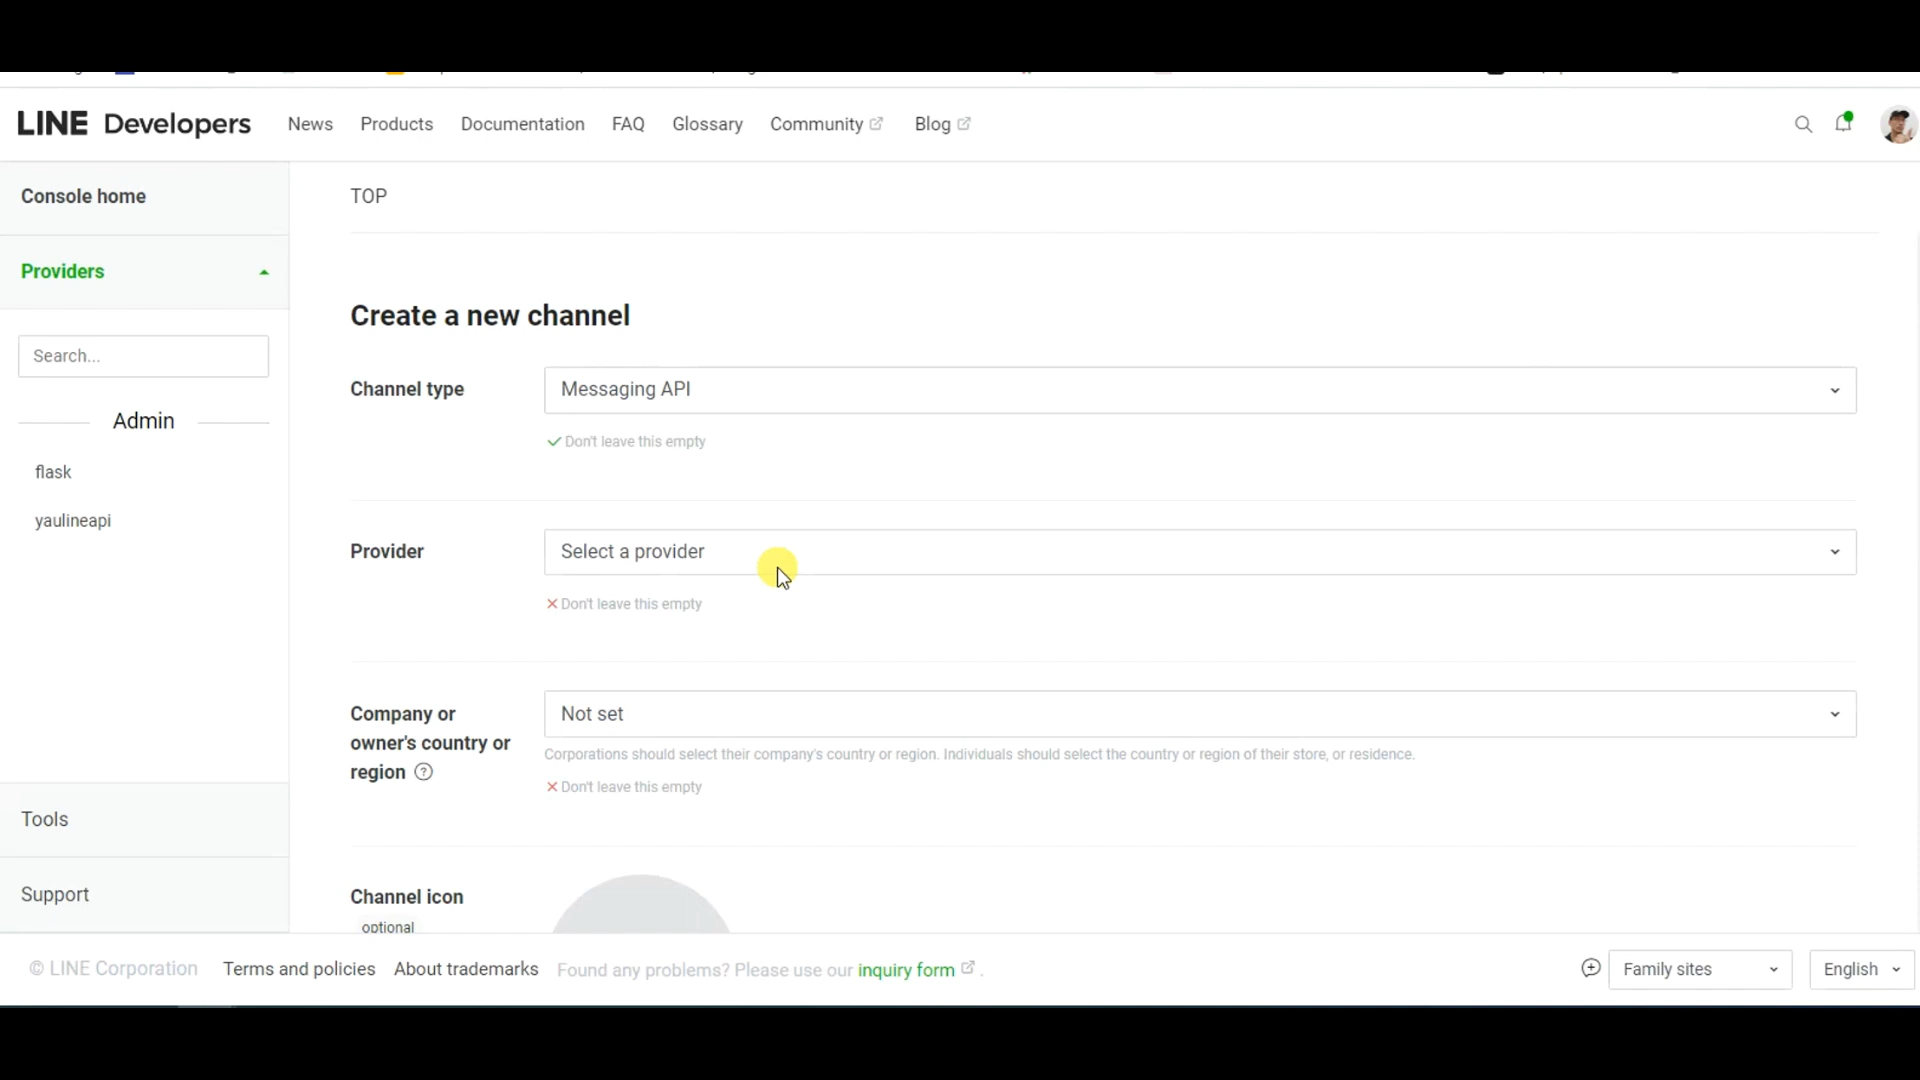 LINE Developers News Products Documentation FAQ Glossary Community Blog
Console home
Providers
Search...
Admin
flask
yaulineapi
Tools
Support
TOP
Create a new channel
Channel type
Messaging API
Don't leave this empty
Provider
Select a provider
Don't leave this empty
Company or
owner's country or
region
Not set
Corporations should select their company's country or region. Individuals should select the country or region of their store, or residence.
Don't leave this empty
Channel icon
optional
© LINE Corporation Terms and policies About trademarks Found any problems? Please use our inquiry form . Family sites English